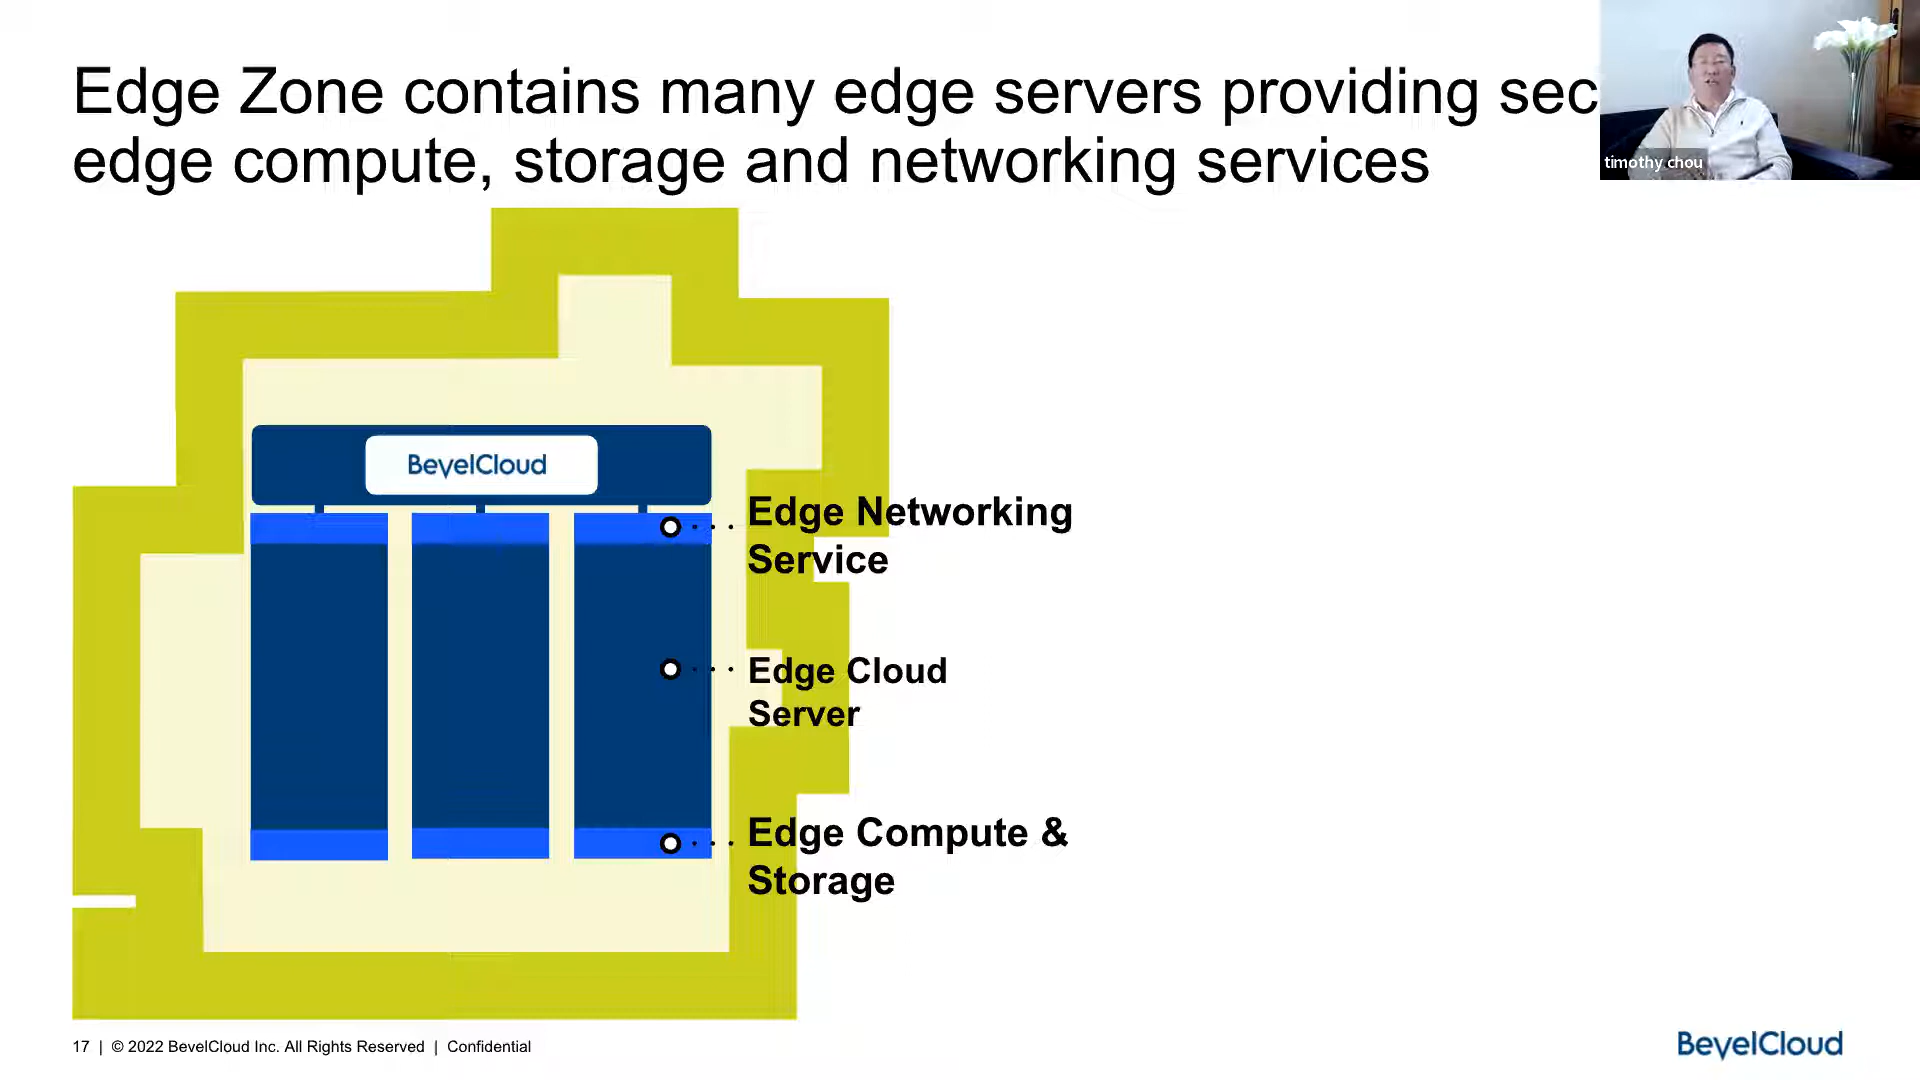 Edge Zone contains many edge servers providing sec
edge compute, storage and networking services
timothy chou
BevelCloud
Edge Networking
Service
Edge Cloud
Server
Edge Compute &
Storage
17 | © 2022 BevelCloud Inc. All Rights Reserved | Confidential
BevelCloud